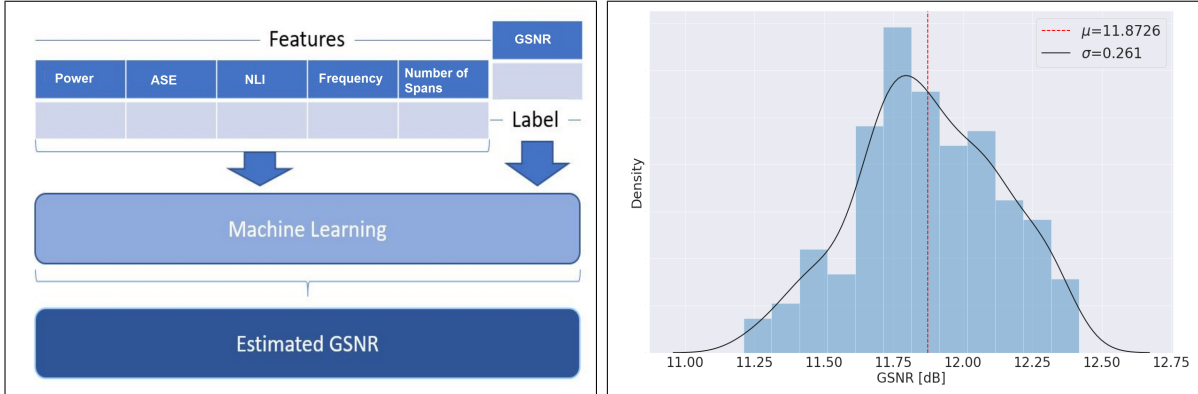 Features
GSNR
Power
ASE
NLI
Frequency
Number of
Spans
Label
Machine Learning
Estimated GSNR
μ=11.8726
σ=0.261
Density
11.00
11.25
11.50
11.75
12.00
12.25
12.50
12.75
GSNR [dB]